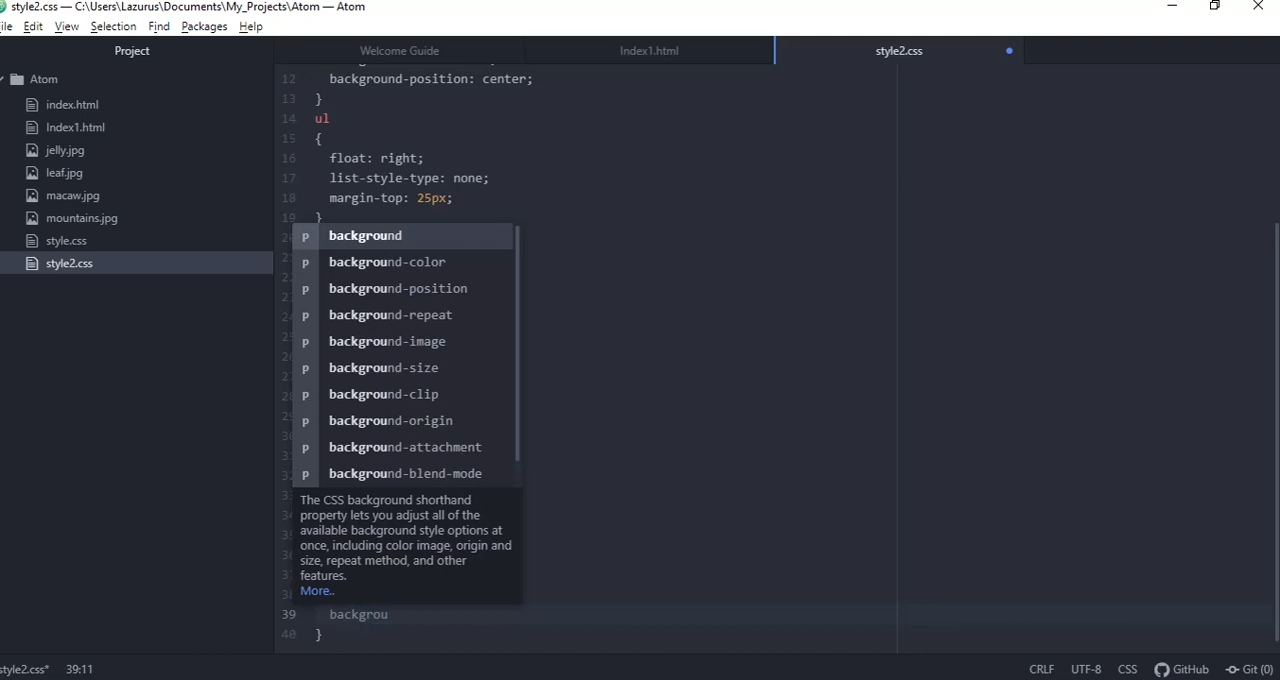 style2.css — C:\Users\Lazurus\Documents\My_Projects\Atom — Atom
ile Edit View Selection Find Packages Help
Project
Welcome Guide
Index1.html
style2.css
Atom
index.html
Index1.html
jelly.jpg
leaf.jpg
macaw.jpg
mountains.jpg
style.css
style2.css
12 background-position: center;
13 }
14 ul
15 {
16 float: right;
17 list-style-type: none;
18 margin-top: 25px;
19 }
p background
p background-color
p background-position
p background-repeat
p background-image
p background-size
p background-clip
p background-origin
p background-attachment
p background-blend-mode
The CSS background shorthand
property lets you adjust all of the
available background style options at
once, including color image, origin and
size, repeat method, and other
features.
More..
39 backgrou
40 }
style2.css* 39:11
CRLF UTF-8 CSS GitHub Git (0)